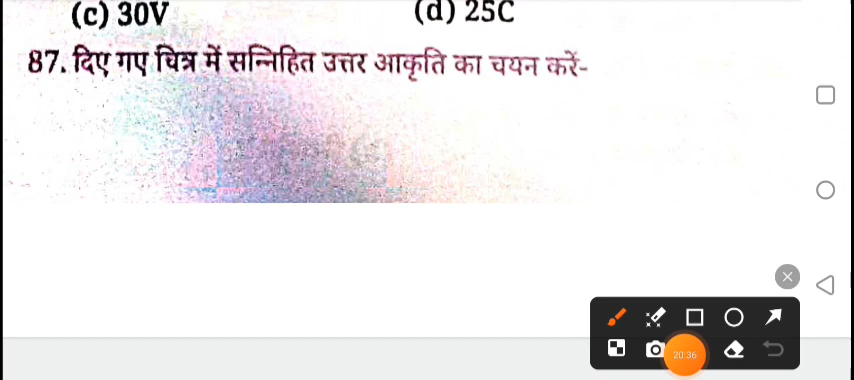 (c) 30V (d) 25C
87. दिए गए चित्र में सन्निहित उत्तर आकृति का चयन करें-
20:36